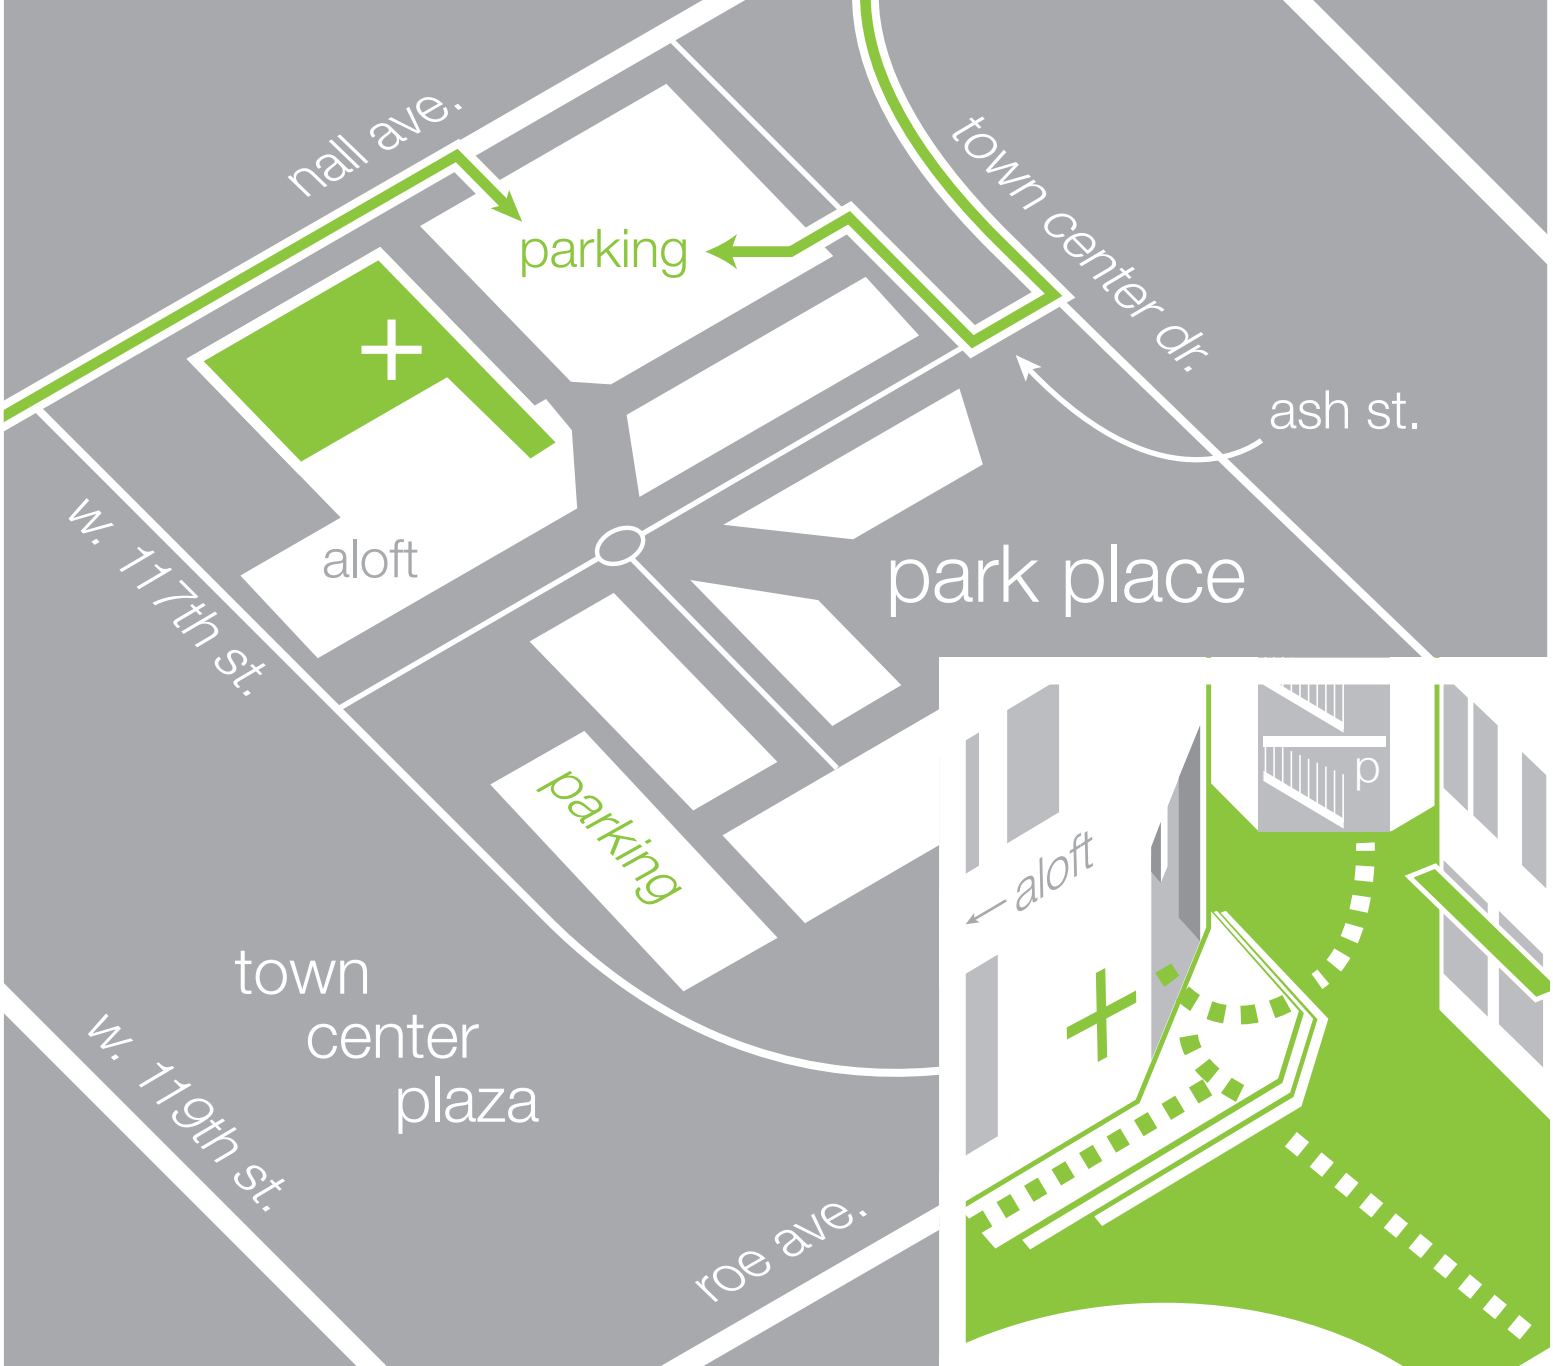 nall ave.
town center dr.
parking
ash st.
w. 117th st.
aloft
park place
parking
p
aloft
town
center
plaza
w. 119th st.
roe ave.